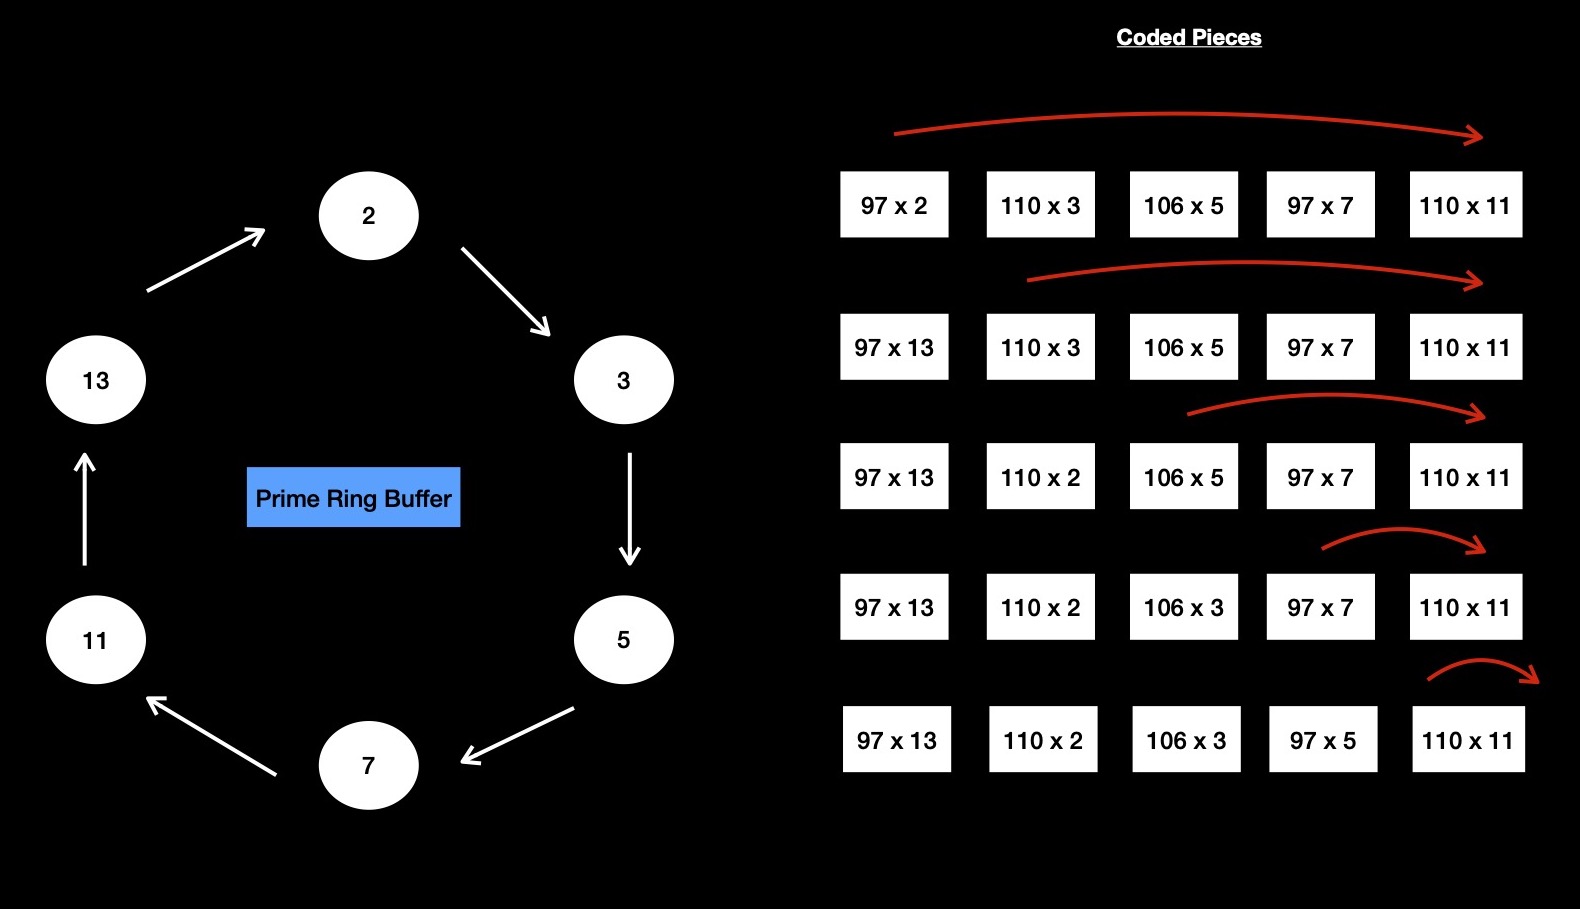 Coded Pieces
2
3
5
7
11
13
Prime Ring Buffer
97 x 2 110 x 3 106 x 5 97 x 7 110 x 11
97 x 13 110 x 3 106 x 5 97 x 7 110 x 11
97 x 13 110 x 2 106 x 5 97 x 7 110 x 11
97 x 13 110 x 2 106 x 3 97 x 7 110 x 11
97 x 13 110 x 2 106 x 3 97 x 5 110 x 11